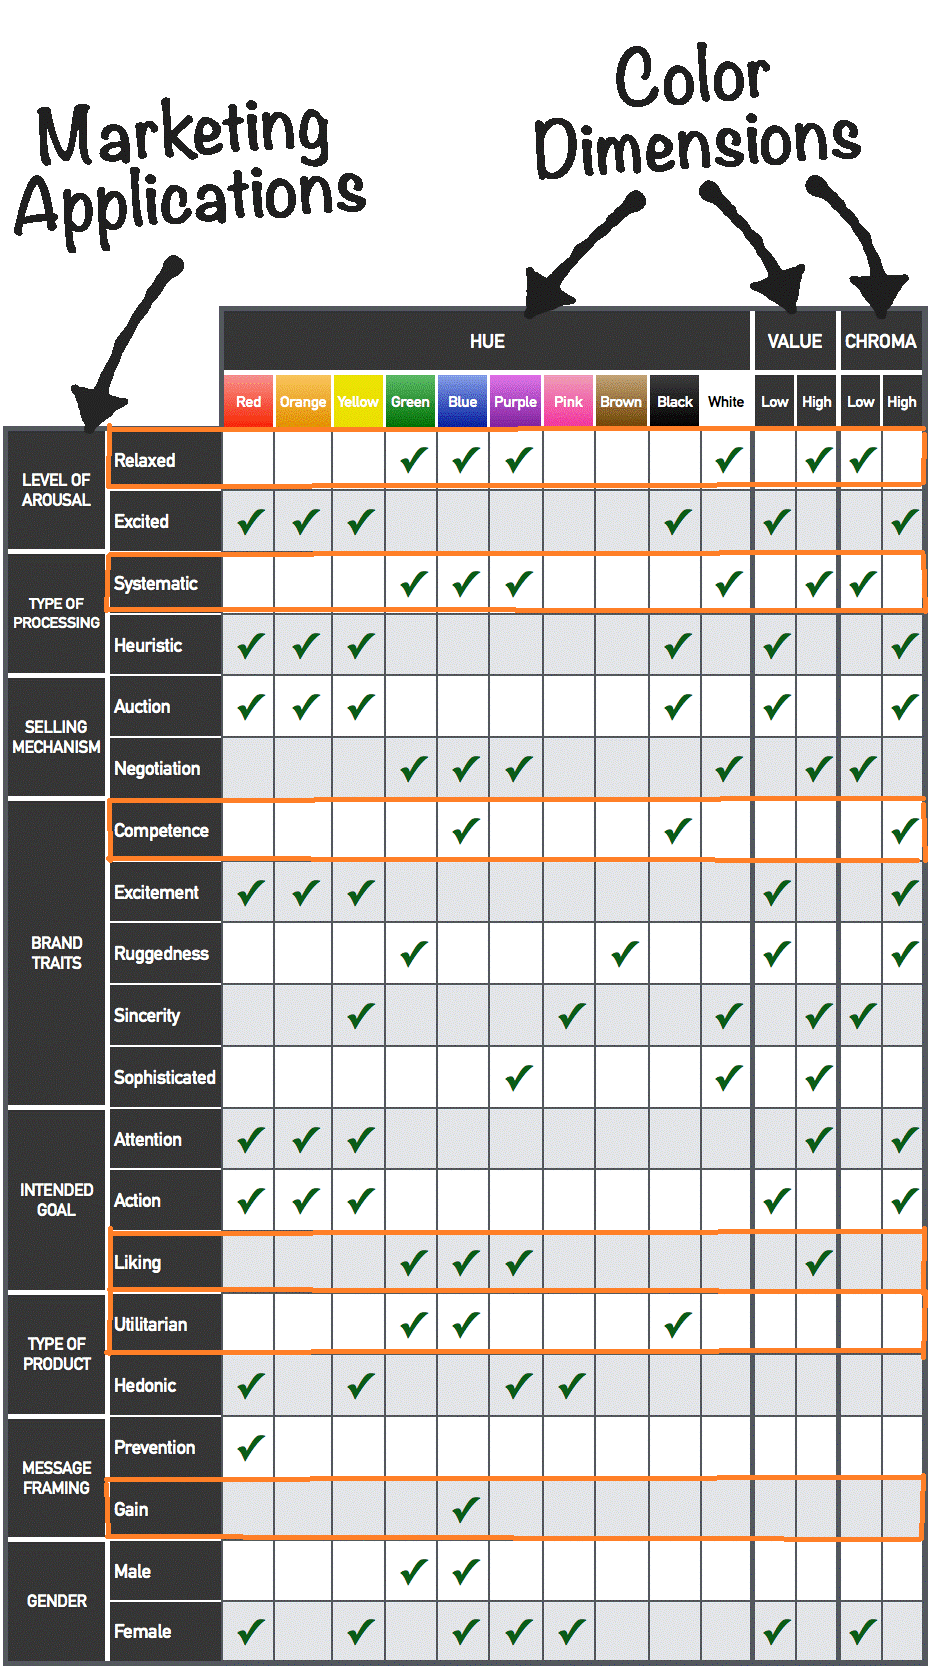 Marketing
Applications
Color
Dimensions
HUE VALUE CHROMA
Red Orange Yellow Green Blue Purple Pink Brown Black White Low High Low High
LEVEL OF
AROUSAL
Relaxed ✓ ✓ ✓ ✓ ✓ ✓
Excited ✓ ✓ ✓ ✓ ✓ ✓
TYPE OF
PROCESSING
Systematic ✓ ✓ ✓ ✓ ✓ ✓
Heuristic ✓ ✓ ✓ ✓ ✓ ✓
SELLING
MECHANISM
Auction ✓ ✓ ✓ ✓ ✓ ✓
Negotiation ✓ ✓ ✓ ✓ ✓ ✓
BRAND
TRAITS
Competence ✓ ✓ ✓
Excitement ✓ ✓ ✓ ✓ ✓
Ruggedness ✓ ✓ ✓ ✓
Sincerity ✓ ✓ ✓ ✓ ✓
Sophisticated ✓ ✓ ✓
INTENDED
GOAL
Attention ✓ ✓ ✓ ✓ ✓
Action ✓ ✓ ✓ ✓ ✓
Liking ✓ ✓ ✓ ✓
TYPE OF
PRODUCT
Utilitarian ✓ ✓ ✓
Hedonic ✓ ✓ ✓ ✓
MESSAGE
FRAMING
Prevention ✓
Gain ✓
GENDER
Male ✓ ✓
Female ✓ ✓ ✓ ✓ ✓ ✓ ✓